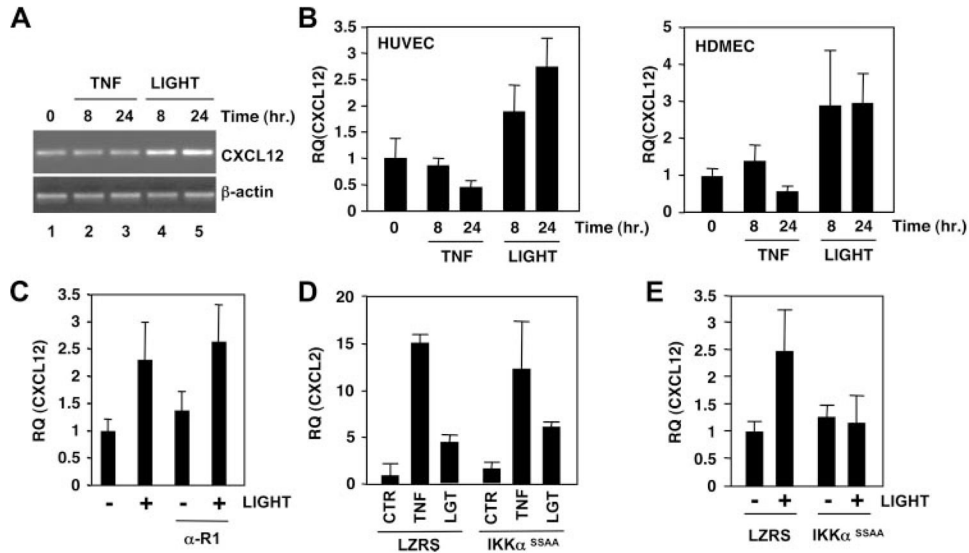 A
TNF LIGHT
0 8 24 8 24 Time (hr.)
CXCL12
β-actin
1 2 3 4 5
B
HUVEC
RQ(CXCL12)
3.5
3
2.5
2
1.5
1
0.5
0
0 8 24 8 24 Time (hr.)
TNF LIGHT
HDMEC
RQ(CXCL12)
5
4
3
2
1
0
0 8 24 8 24 Time (hr.)
TNF LIGHT
C
RQ (CXCL12)
3.5
3
2.5
2
1.5
1
0.5
0
- + - + LIGHT
α-R1
D
RQ (CXCL2)
20
15
10
5
0
CTR TNF LGT CTR TNF LGT
LZRS IKKα SSAA
E
RQ (CXCL12)
3.5
3
2.5
2
1.5
1
0.5
0
- + - + LIGHT
LZRS IKKα SSAA